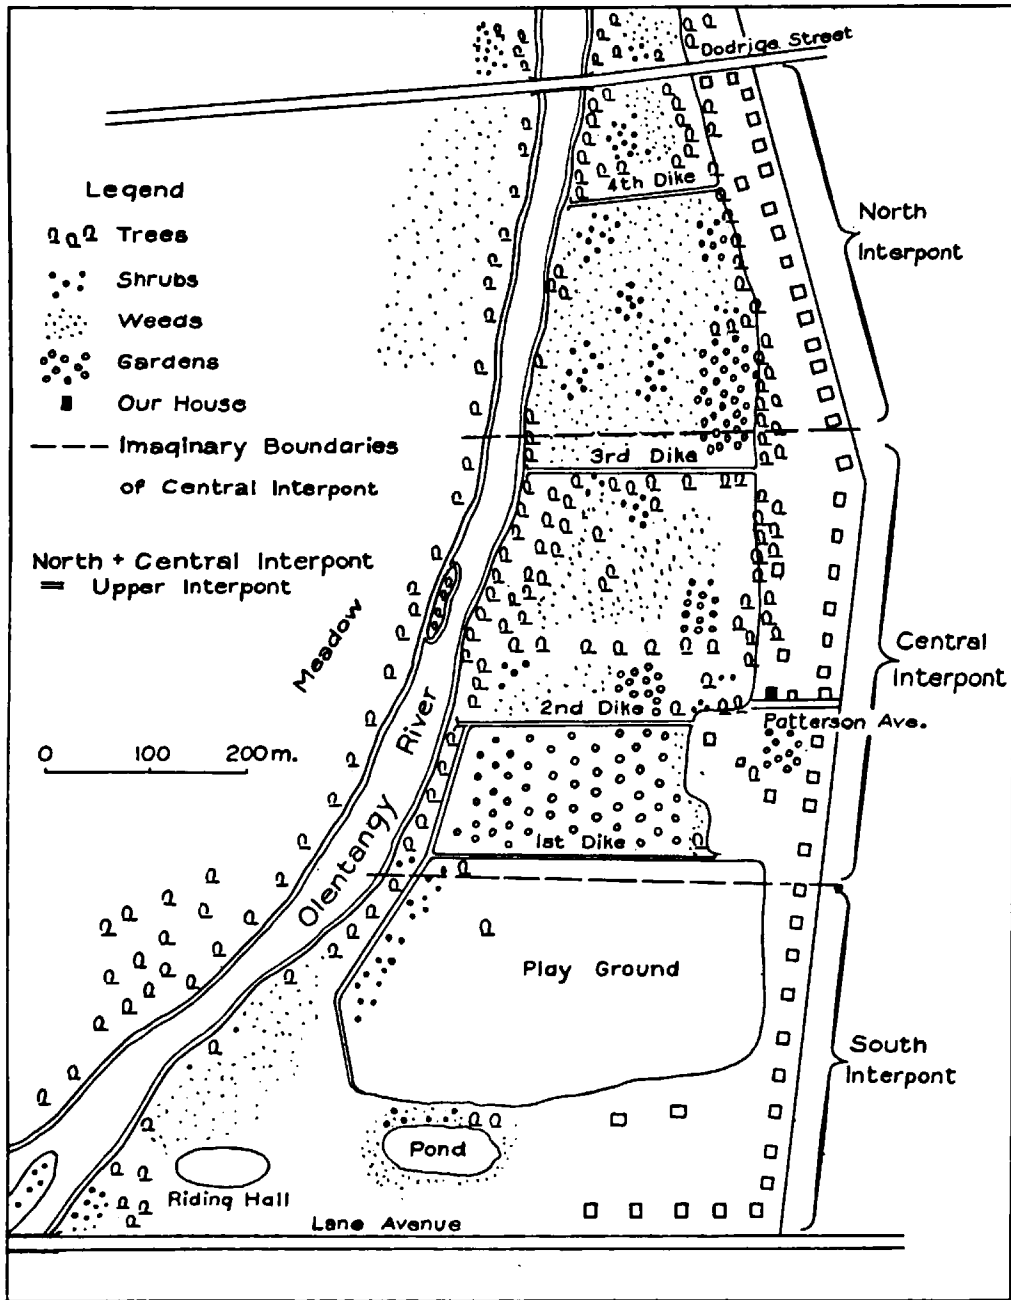 Dodrige Street
4th Dike
North
Interpont
Legend
Trees
Shrubs
Weeds
Gardens
Our House
Imaginary Boundaries
of Central Interpont
3rd Dike
North + Central Interpont
= Upper Interpont
Meadow
Olentangy River
Central
Interpont
2nd Dike
Patterson Ave.
0 100 200 m.
1st Dike
Play Ground
South
Interpont
Pond
Riding Hall
Lane Avenue